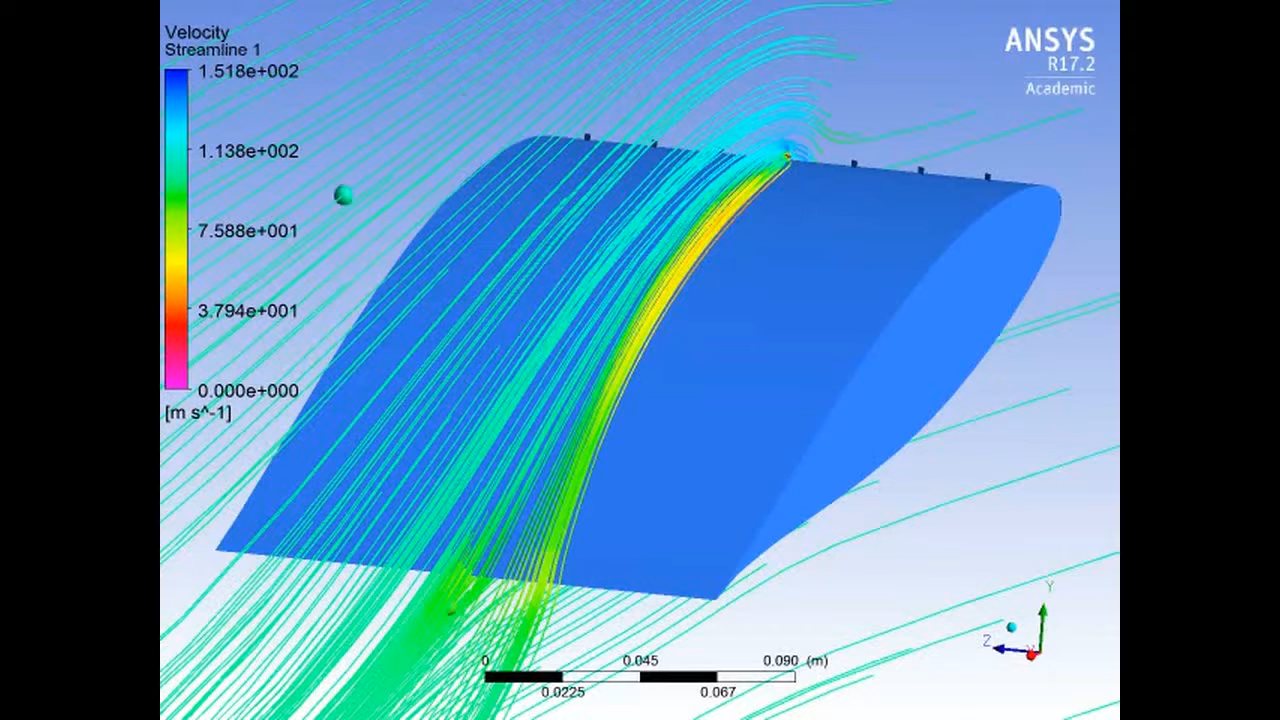 Velocity
Streamline 1
1.518e+002
1.138e+002
7.588e+001
3.794e+001
0.000e+000
[m s^-1]
ANSYS
R17.2
Academic
0
0.045
0.090 (m)
0.0225
0.067
Y
Z